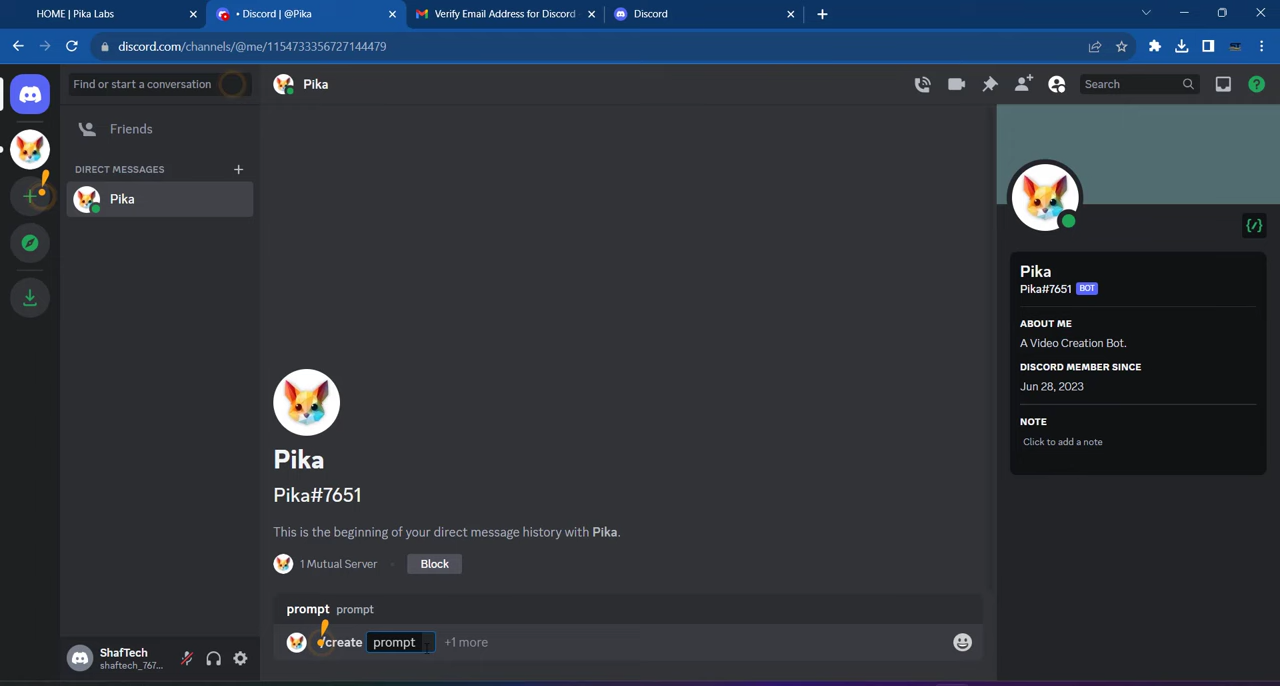 HOME | Pika Labs
• Discord | @Pika
Verify Email Address for Discord
Discord
discord.com/channels/@me/1154733356727144479
Find or start a conversation
Pika
Search
Friends
DIRECT MESSAGES
Pika
Pika
Pika#7651
BOT
ABOUT ME
A Video Creation Bot.
DISCORD MEMBER SINCE
Jun 28, 2023
NOTE
Click to add a note
Pika
Pika#7651
This is the beginning of your direct message history with Pika.
1 Mutual Server
Block
prompt prompt
/create prompt +1 more
ShafTech
shaftech_767...